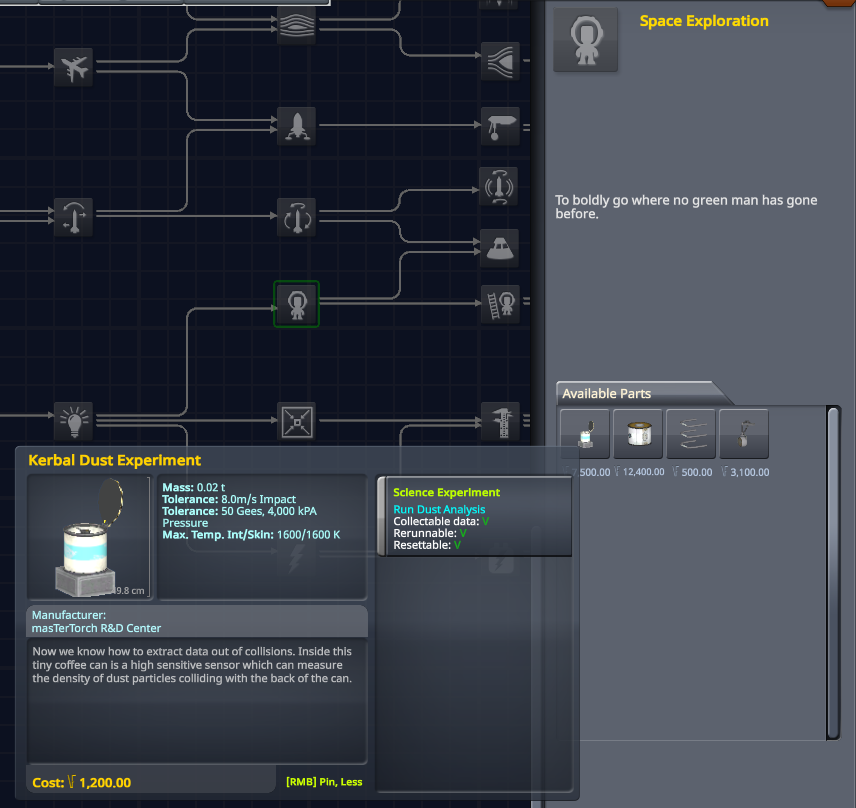 Space Exploration
To boldly go where no green man has gone
before.
Available Parts
7,500.00
12,400.00
500.00
3,100.00
Kerbal Dust Experiment
9.8 cm
Mass: 0.02 t
Tolerance: 8.0m/s Impact
Tolerance: 50 Gees, 4,000 kPA
Pressure
Max. Temp. Int/Skin: 1600/1600 K
Science Experiment
Run Dust Analysis
Collectable data: V
Rerunnable: V
Resettable: V
Manufacturer:
masTerTorch R&D Center
Now we know how to extract data out of collisions. Inside this
tiny coffee can is a high sensitive sensor which can measure
the density of dust particles colliding with the back of the can.
Cost: 1,200.00
[RMB] Pin, Less